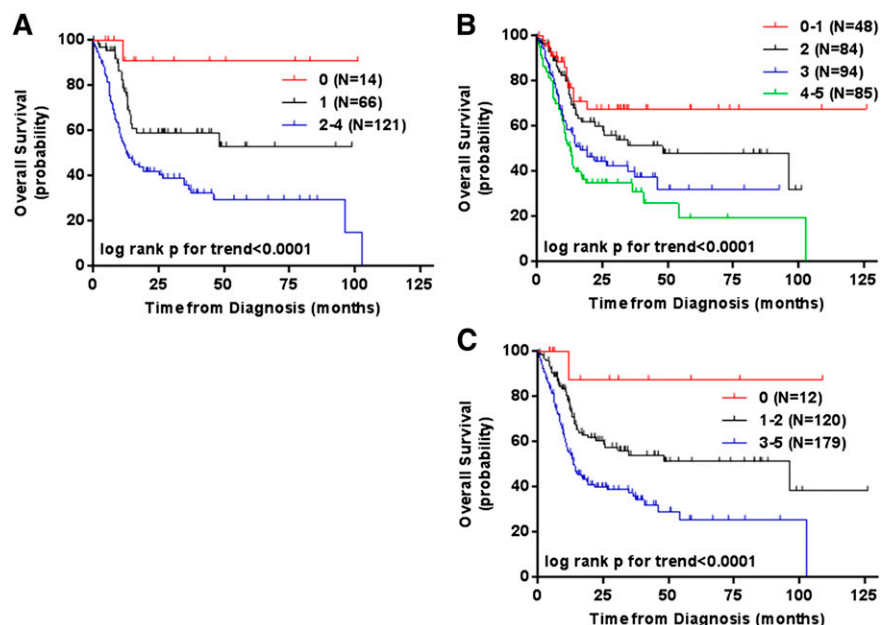 A
100
80
60
40
20
0
Overall Survival
(probability)
0 (N=14)
1 (N=66)
2-4 (N=121)
log rank p for trend<0.0001
0 25 50 75 100 125
Time from Diagnosis (months)
B
100
80
60
40
20
0
Overall Survival
(probability)
0-1 (N=48)
2 (N=84)
3 (N=94)
4-5 (N=85)
log rank p for trend<0.0001
0 25 50 75 100 125
Time from Diagnosis (months)
C
100
80
60
40
20
0
Overall Survival
(probability)
0 (N=12)
1-2 (N=120)
3-5 (N=179)
log rank p for trend<0.0001
0 25 50 75 100 125
Time from Diagnosis (months)